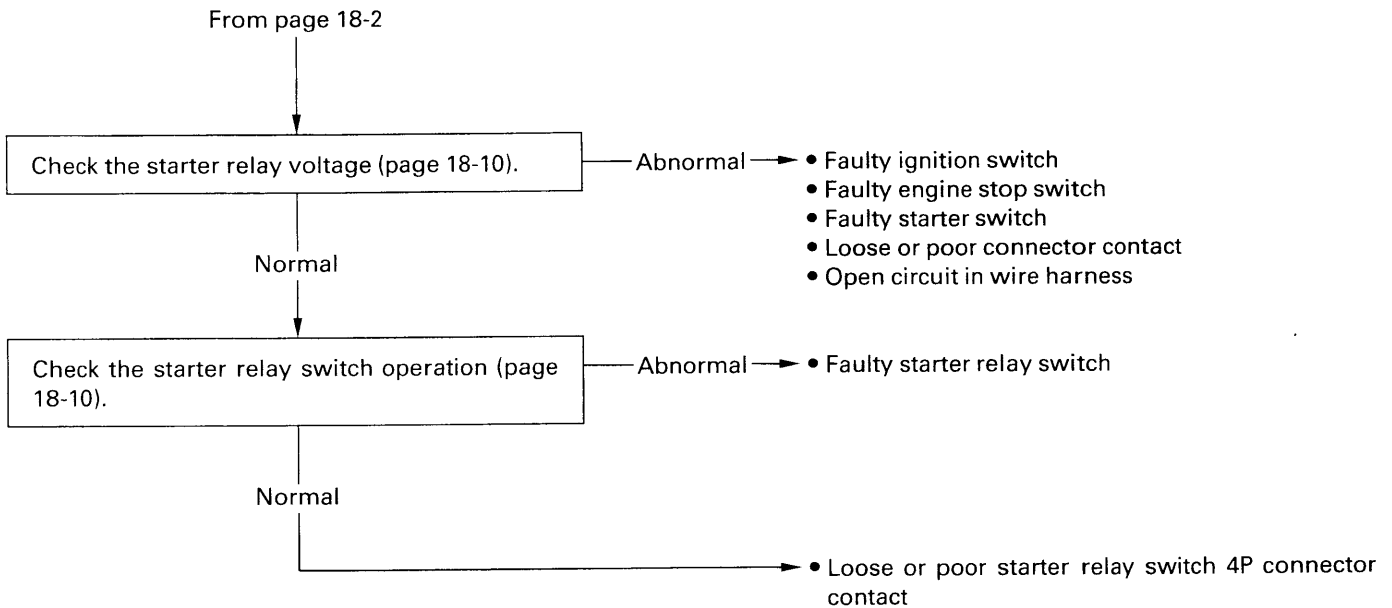 From page 18-2
Check the starter relay voltage (page 18-10).
Abnormal
• Faulty ignition switch
• Faulty engine stop switch
• Faulty starter switch
• Loose or poor connector contact
• Open circuit in wire harness
Normal
Check the starter relay switch operation (page
18-10).
Abnormal
• Faulty starter relay switch
Normal
• Loose or poor starter relay switch 4P connector
contact